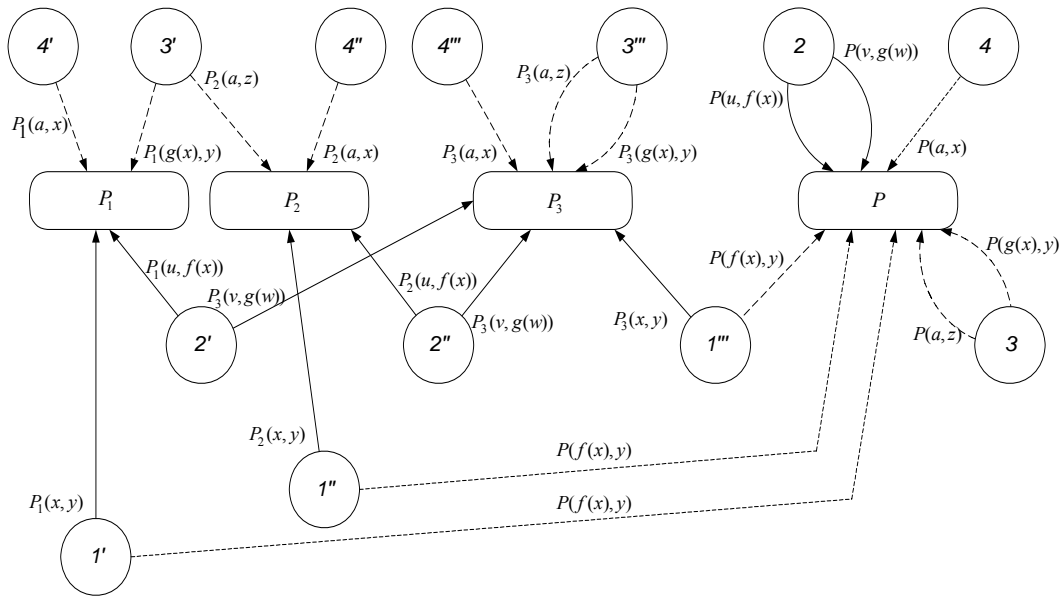 4'
3'
4''
4'''
3'''
2
4
P(v, g(w))
P₂(a, z)
P₃(a, z)
P(u, f(x))
P₁(a, x)
P₁(g(x), y)
P₂(a, x)
P₃(a, x)
P₃(g(x), y)
P(a, x)
P₁
P₂
P₃
P
P(g(x), y)
P(f(x), y)
P₁(u, f(x))
P₂(u, f(x))
P₃(v, g(w))
P₃(v, g(w))
P₃(x, y)
P(a, z)
2'
2''
1'''
3
P₂(x, y)
P(f(x), y)
1''
P₁(x, y)
P(f(x), y)
1'